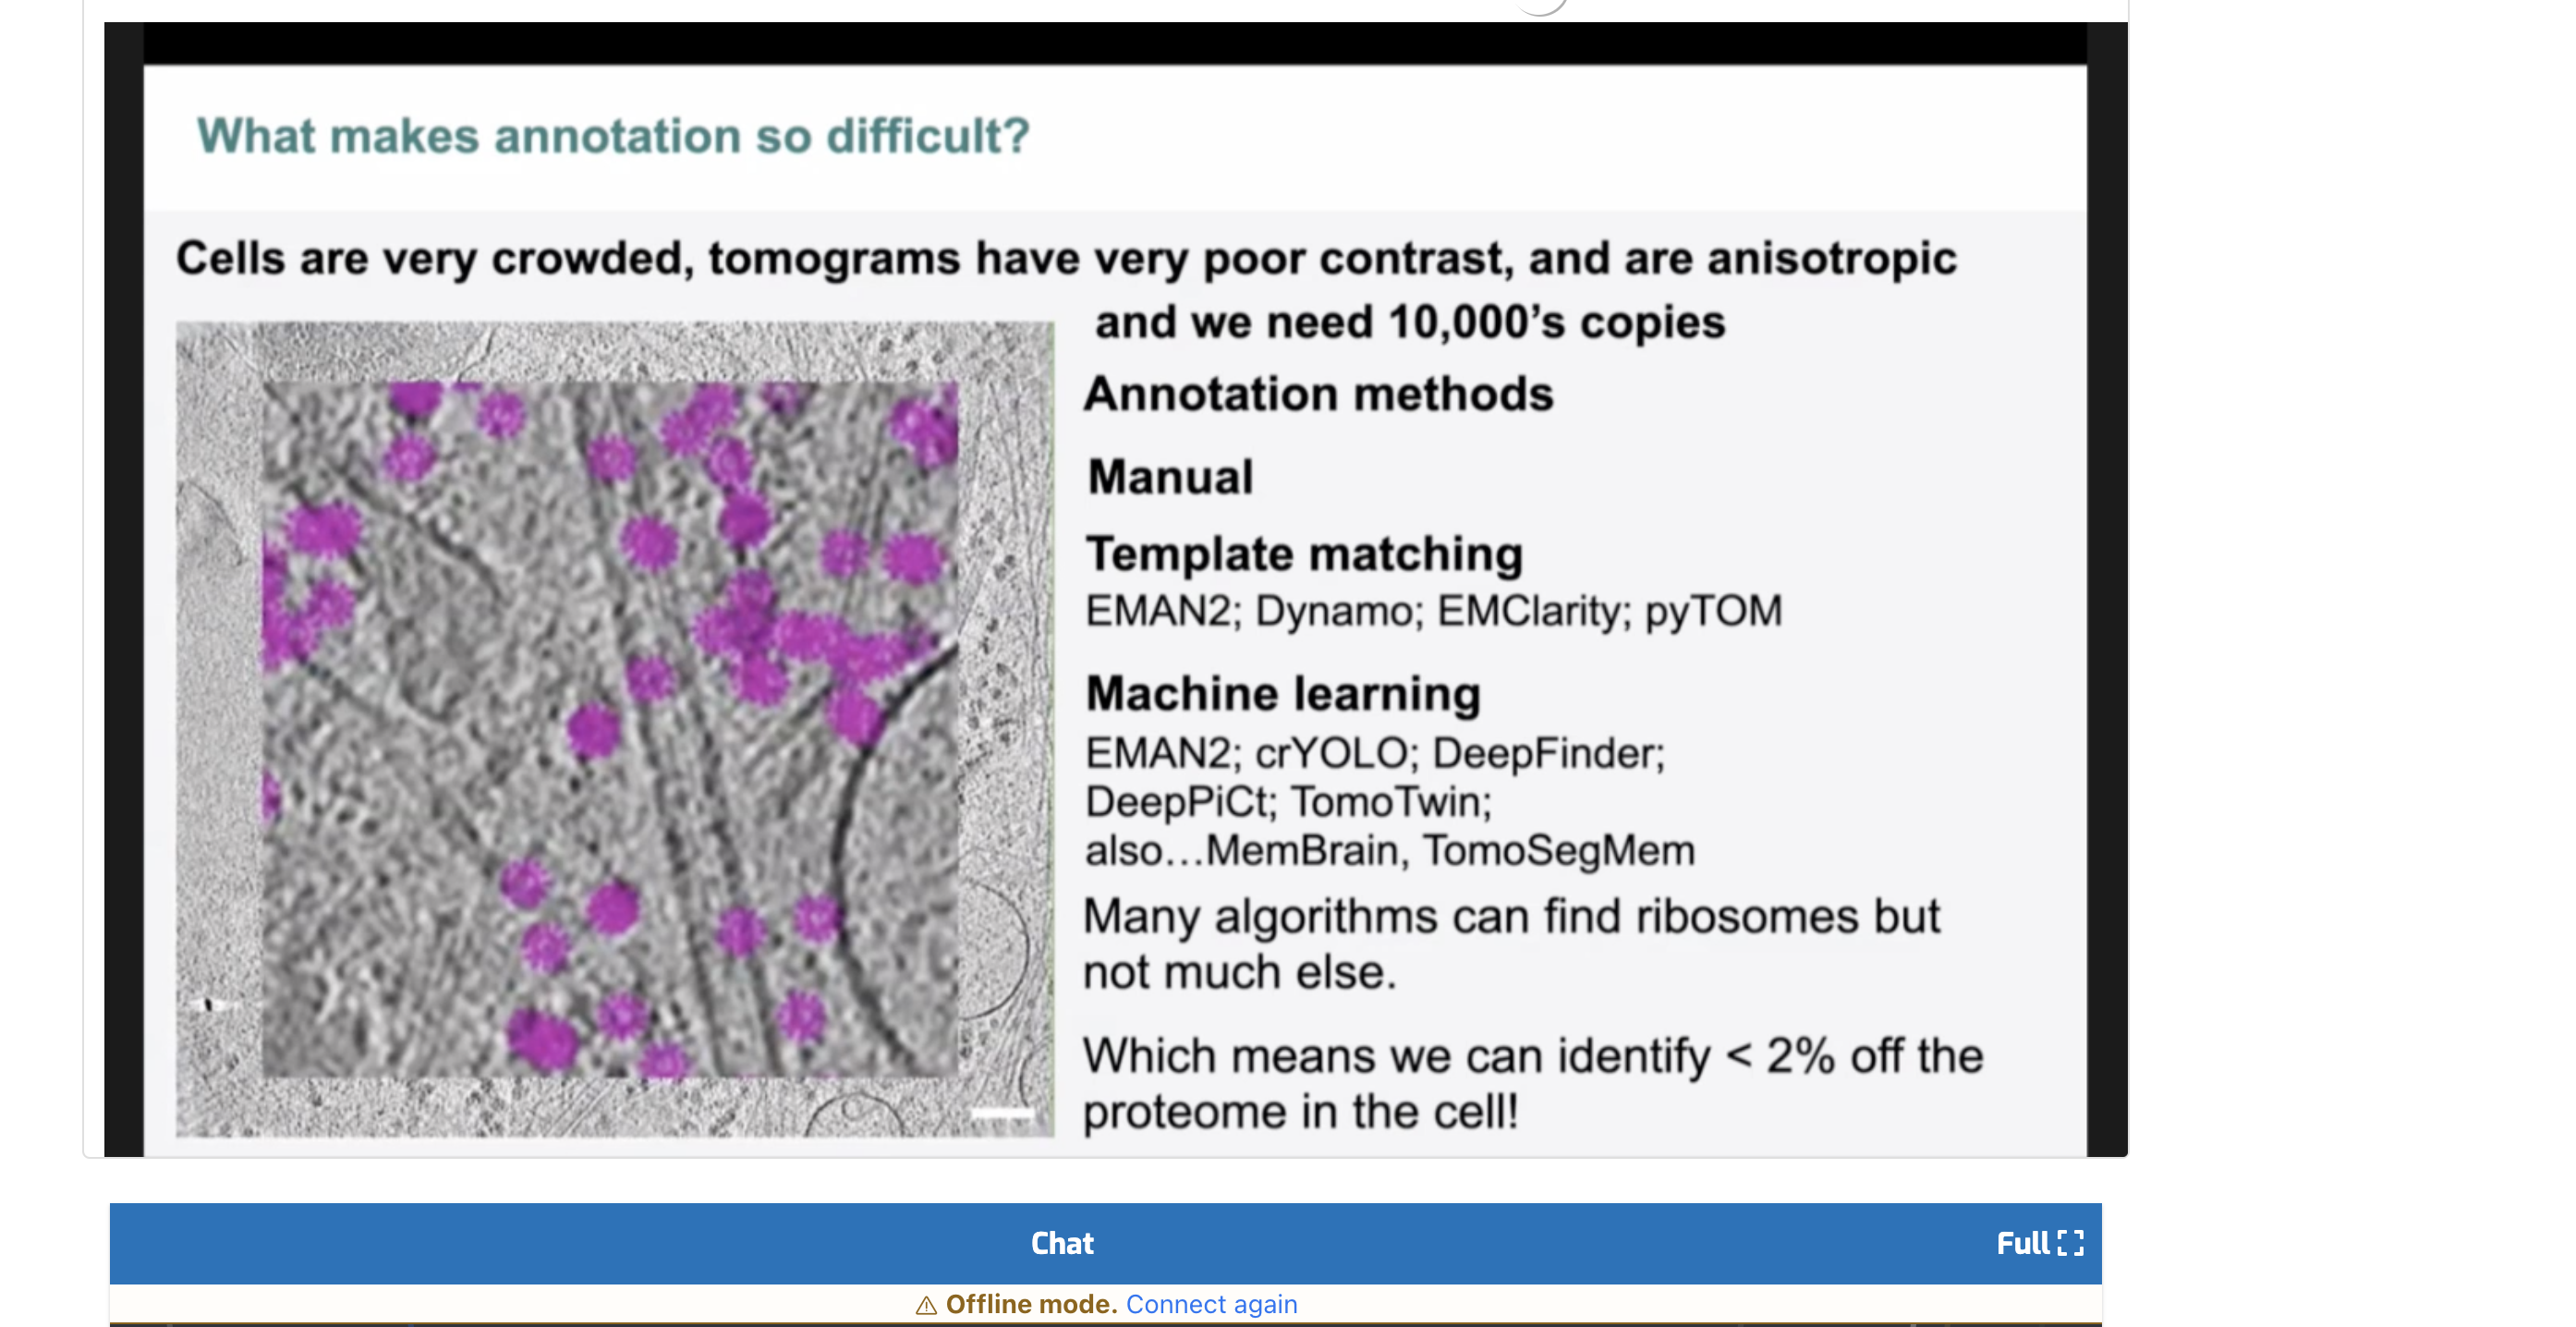 What makes annotation so difficult?
Cells are very crowded, tomograms have very poor contrast, and are anisotropic
and we need 10,000’s copies
Annotation methods
Manual
Template matching
EMAN2; Dynamo; EMClarity; pyTOM
Machine learning
EMAN2; crYOLO; DeepFinder;
DeepPiCt; TomoTwin;
also…MemBrain, TomoSegMem
Many algorithms can find ribosomes but
not much else.
Which means we can identify < 2% off the
proteome in the cell!
Chat
Full
Offline mode. Connect again